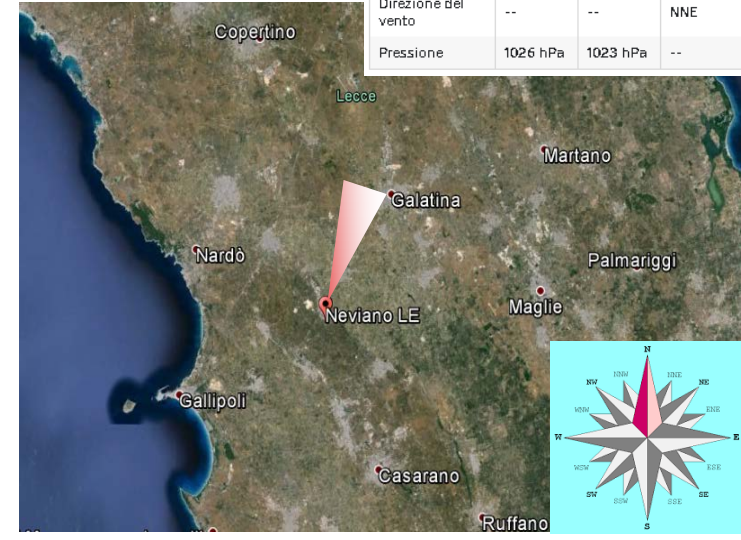 Direzione del
vento -- -- NNE
Pressione 1026 hPa 1023 hPa --
Copertino
Lecce
Martano
Galatina
Nardò
Palmariggi
Neviano LE
Maglie
Gallipoli
Casarano
Ruffano
N
NNW NNE
NW NE
WNW ENE
W E
WSW ESE
SW SE
SSW SSE
S